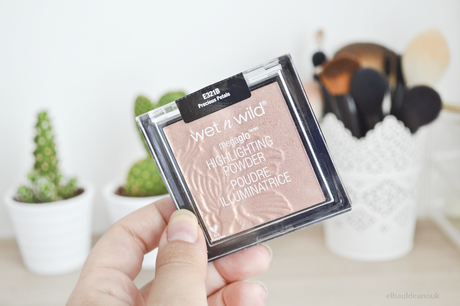 E321B
Precious Petals
wet n wild
megaglo
HIGHLIGHTING
POWDER
POUDRE
ILLUMINATRICE